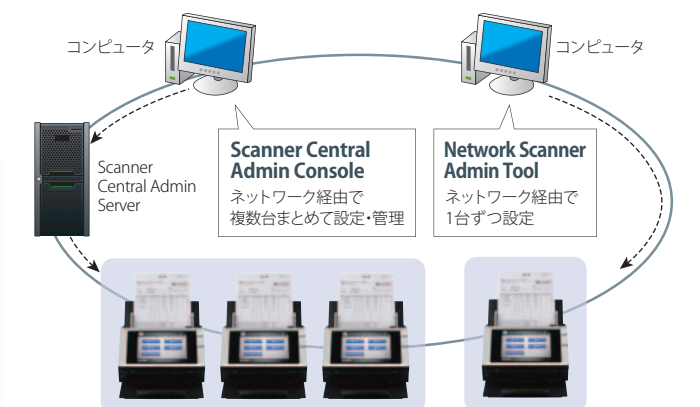 コンピュータ
コンピュータ
Scanner
Central Admin
Server
Scanner Central
Admin Console
ネットワーク経由で
複数台まとめて設定・管理
Network Scanner
Admin Tool
ネットワーク経由で
1台ずつ設定